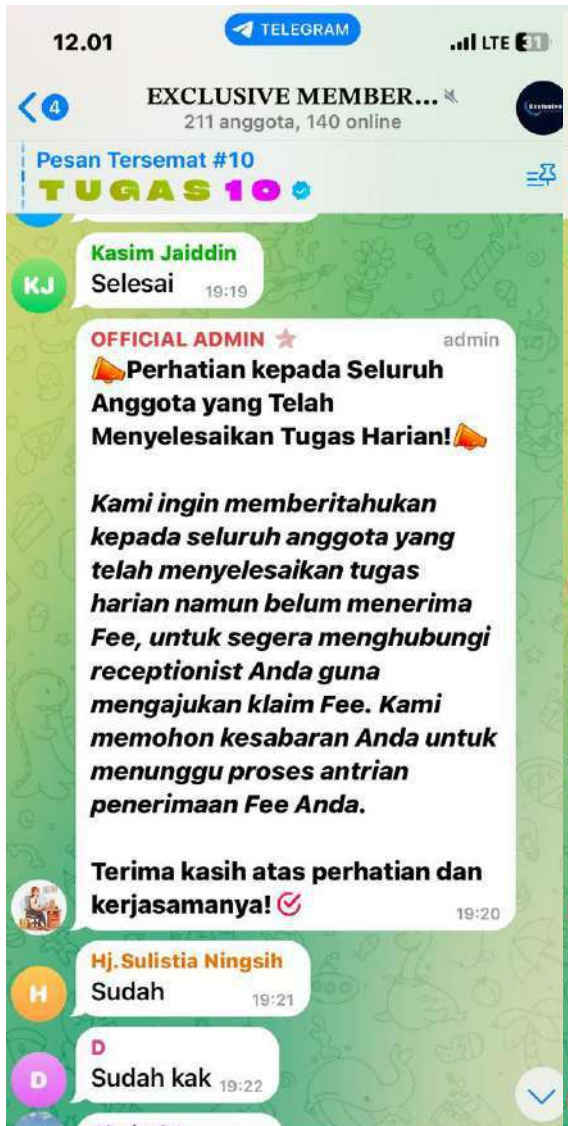 12.01
TELEGRAM
LTE 31
4
EXCLUSIVE MEMBER...
211 anggota, 140 online
Pesan Tersemat #10
TUGAS10
Kasim Jaiddin
KJ
Selesai 19:19
OFFICIAL ADMIN admin
Perhatian kepada Seluruh
Anggota yang Telah
Menyelesaikan Tugas Harian!
Kami ingin memberitahukan
kepada seluruh anggota yang
telah menyelesaikan tugas
harian namun belum menerima
Fee, untuk segera menghubungi
receptionist Anda guna
mengajukan klaim Fee. Kami
memohon kesabaran Anda untuk
menunggu proses antrian
penerimaan Fee Anda.
Terima kasih atas perhatian dan
kerjasamanya!
19:20
Hj.Sulistia Ningsih
H
Sudah 19:21
D
D
Sudah kak 19:22